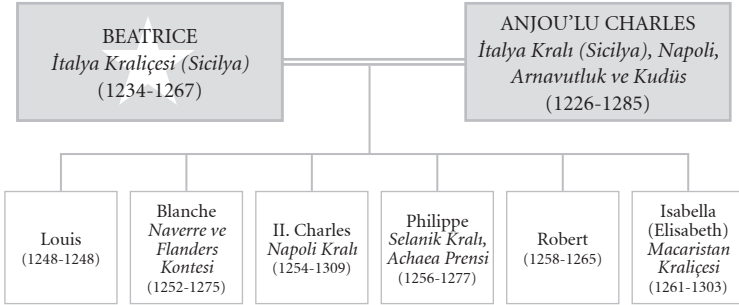 BEATRICE
İtalya Kraliçesi (Sicilya)
(1234-1267)
ANJOU’LU CHARLES
İtalya Kralı (Sicilya), Napoli,
Arnavutluk ve Kudüs
(1226-1285)
Louis
(1248-1248)
Blanche
Naverre ve
Flanders
Kontesi
(1252-1275)
II. Charles
Napoli Kralı
(1254-1309)
Philippe
Selanik Kralı,
Achaea Prensi
(1256-1277)
Robert
(1258-1265)
Isabella
(Elisabeth)
Macaristan
Kraliçesi
(1261-1303)